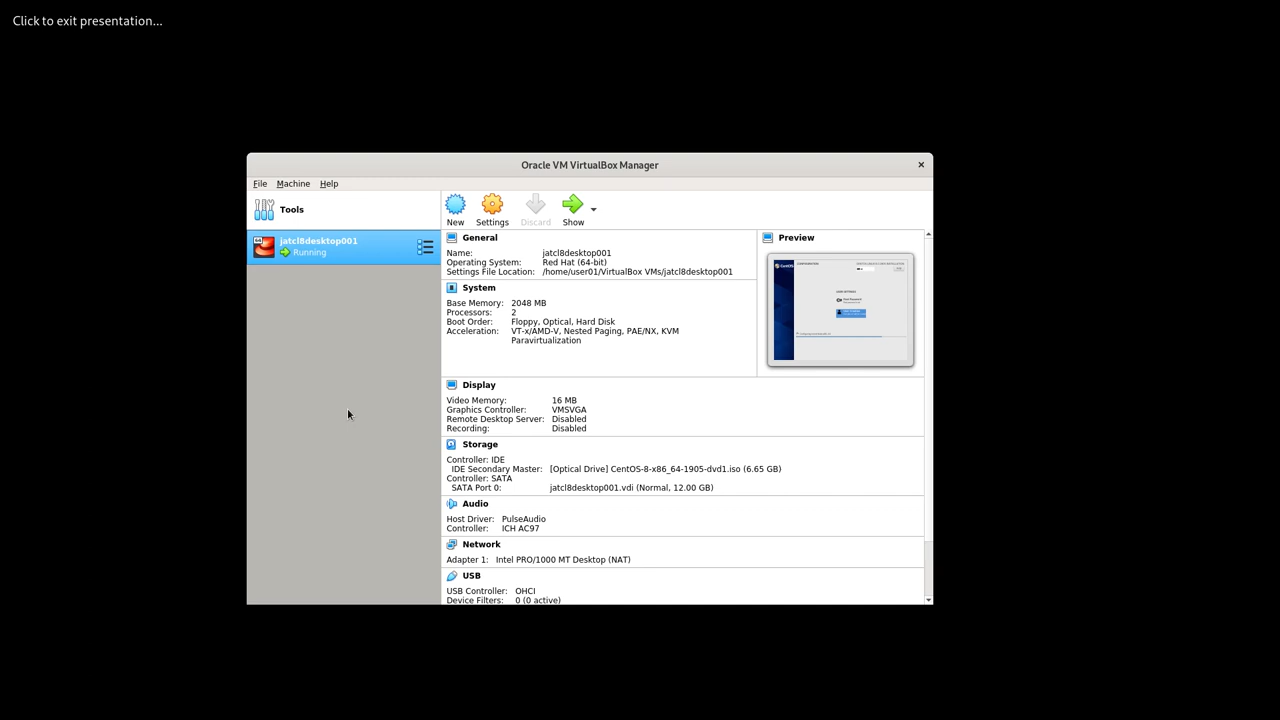 Click to exit presentation...
Oracle VM VirtualBox Manager
File Machine Help
Tools
New Settings Discard Show
jatcl8desktop001
Running
General
Name: jatcl8desktop001
Operating System: Red Hat (64-bit)
Settings File Location: /home/user01/VirtualBox VMs/jatcl8desktop001
System
Base Memory: 2048 MB
Processors: 2
Boot Order: Floppy, Optical, Hard Disk
Acceleration: VT-x/AMD-V, Nested Paging, PAE/NX, KVM
Paravirtualization
Preview
CentOS
Display
Video Memory: 16 MB
Graphics Controller: VMSVGA
Remote Desktop Server: Disabled
Recording: Disabled
Storage
Controller: IDE
IDE Secondary Master: [Optical Drive] CentOS-8-x86_64-1905-dvd1.iso (6.65 GB)
Controller: SATA
SATA Port 0: jatcl8desktop001.vdi (Normal, 12.00 GB)
Audio
Host Driver: PulseAudio
Controller: ICH AC97
Network
Adapter 1: Intel PRO/1000 MT Desktop (NAT)
USB
USB Controller: OHCI
Device Filters: 0 (0 active)